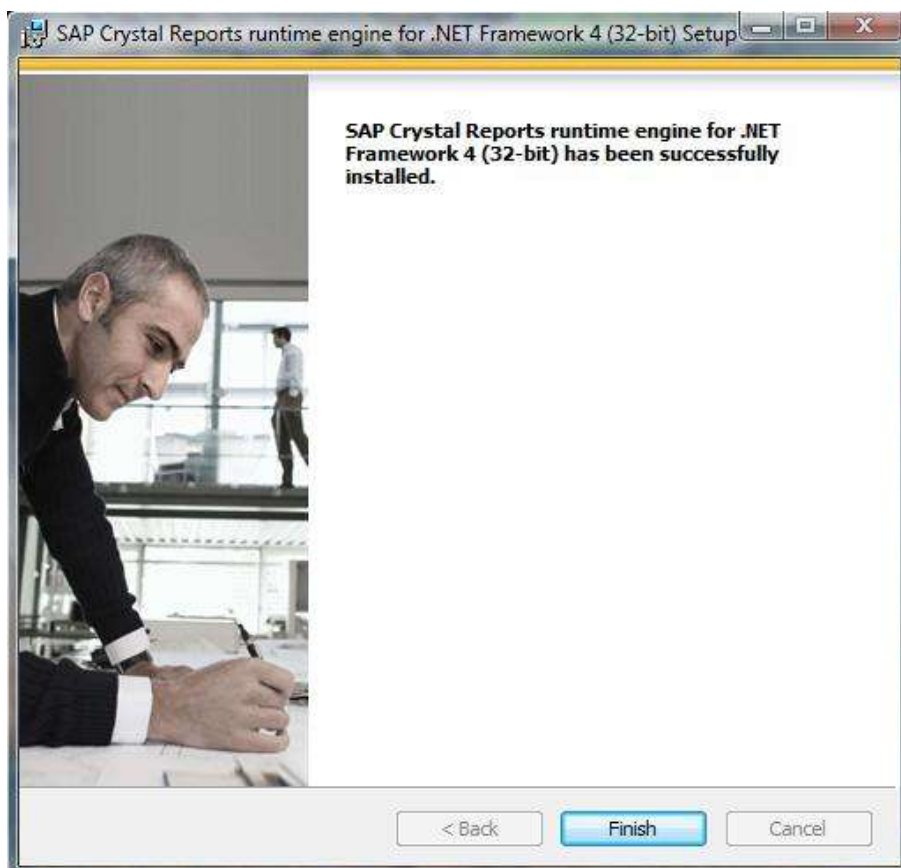 SAP Crystal Reports runtime engine for .NET Framework 4 (32-bit) Setup
SAP Crystal Reports runtime engine for .NET
Framework 4 (32-bit) has been successfully
installed.
< Back
Finish
Cancel